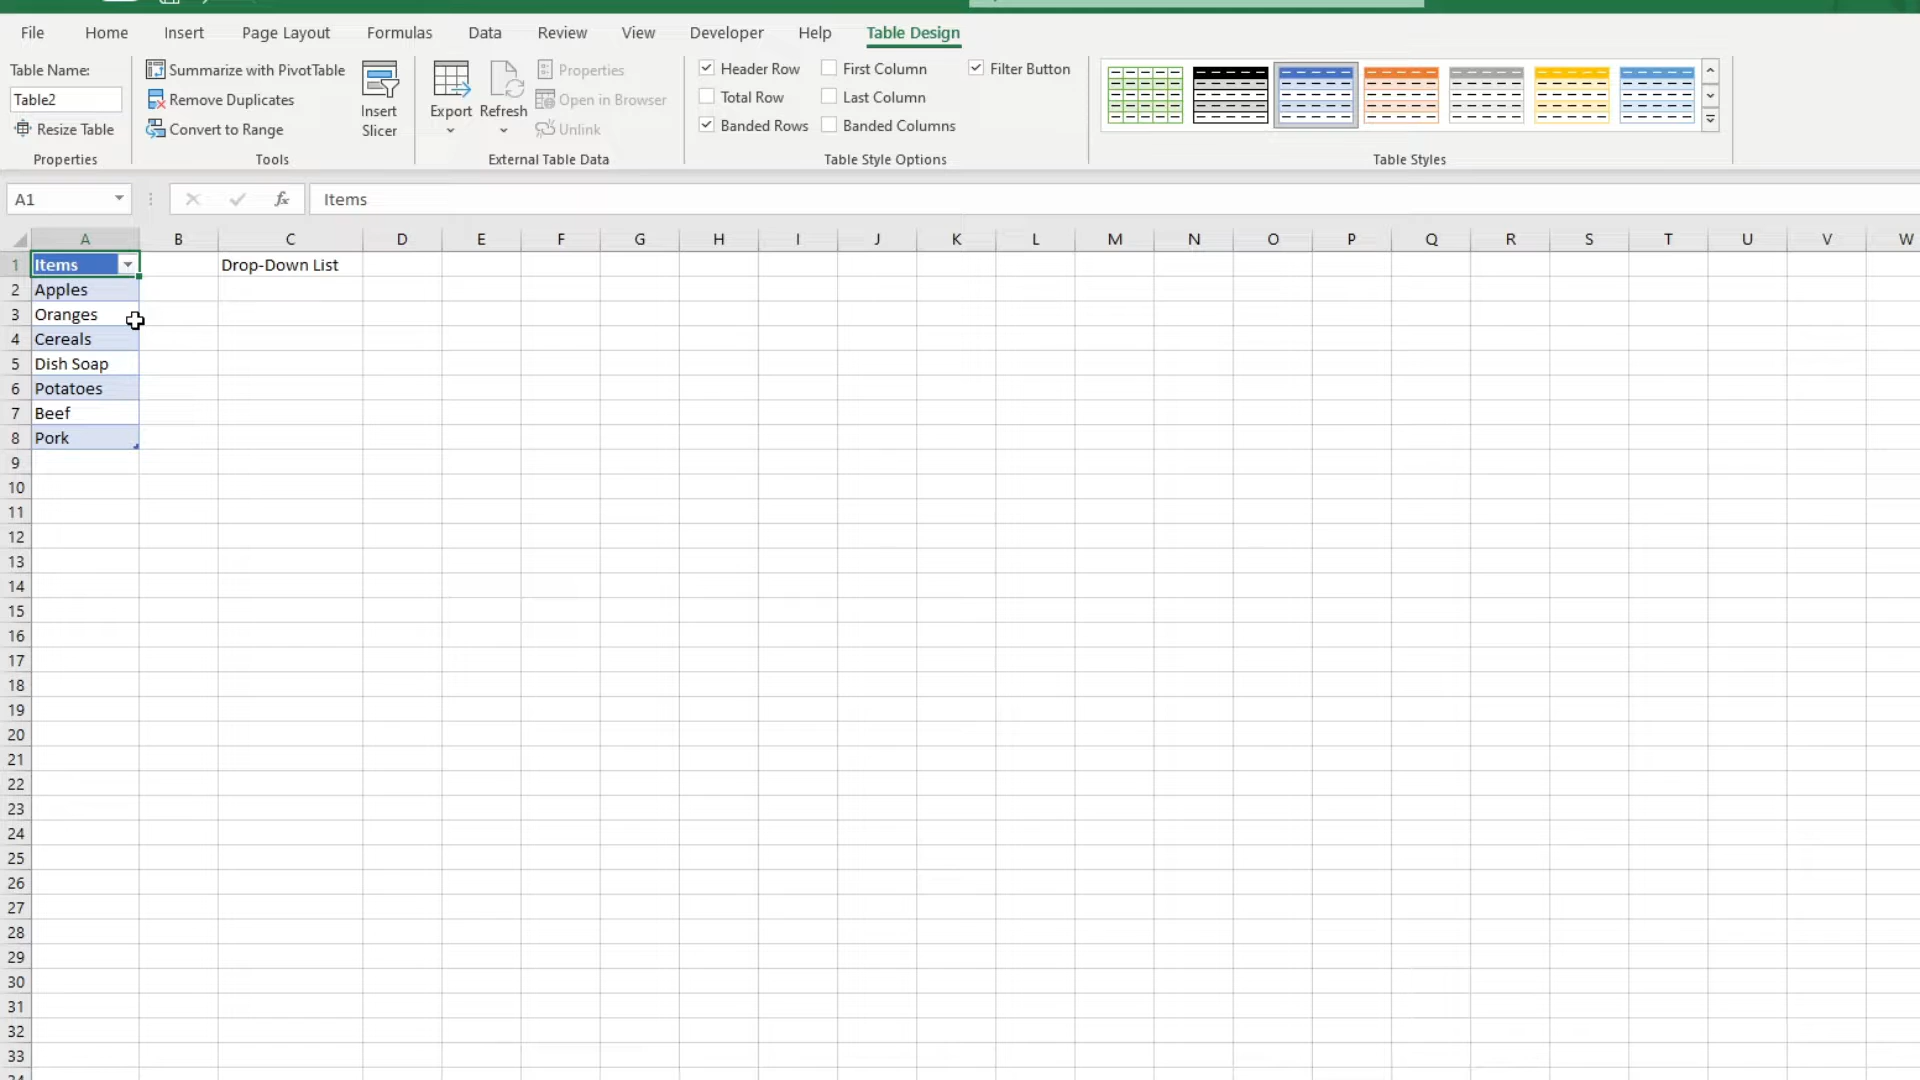 File Home Insert Page Layout Formulas Data Review View Developer Help Table Design
Table Name:
Table2
Resize Table
Properties
Summarize with PivotTable
Remove Duplicates
Convert to Range
Tools
Insert
Slicer
Export
Refresh
Properties
Open in Browser
Unlink
External Table Data
Header Row
Total Row
Banded Rows
First Column
Last Column
Banded Columns
Filter Button
Table Style Options
Table Styles
A1 fx Items
A B C D E F G H I J K L M N O P Q R S T U V W
1 Items Drop-Down List
2 Apples
3 Oranges
4 Cereals
5 Dish Soap
6 Potatoes
7 Beef
8 Pork
9
10
11
12
13
14
15
16
17
18
19
20
21
22
23
24
25
26
27
28
29
30
31
32
33